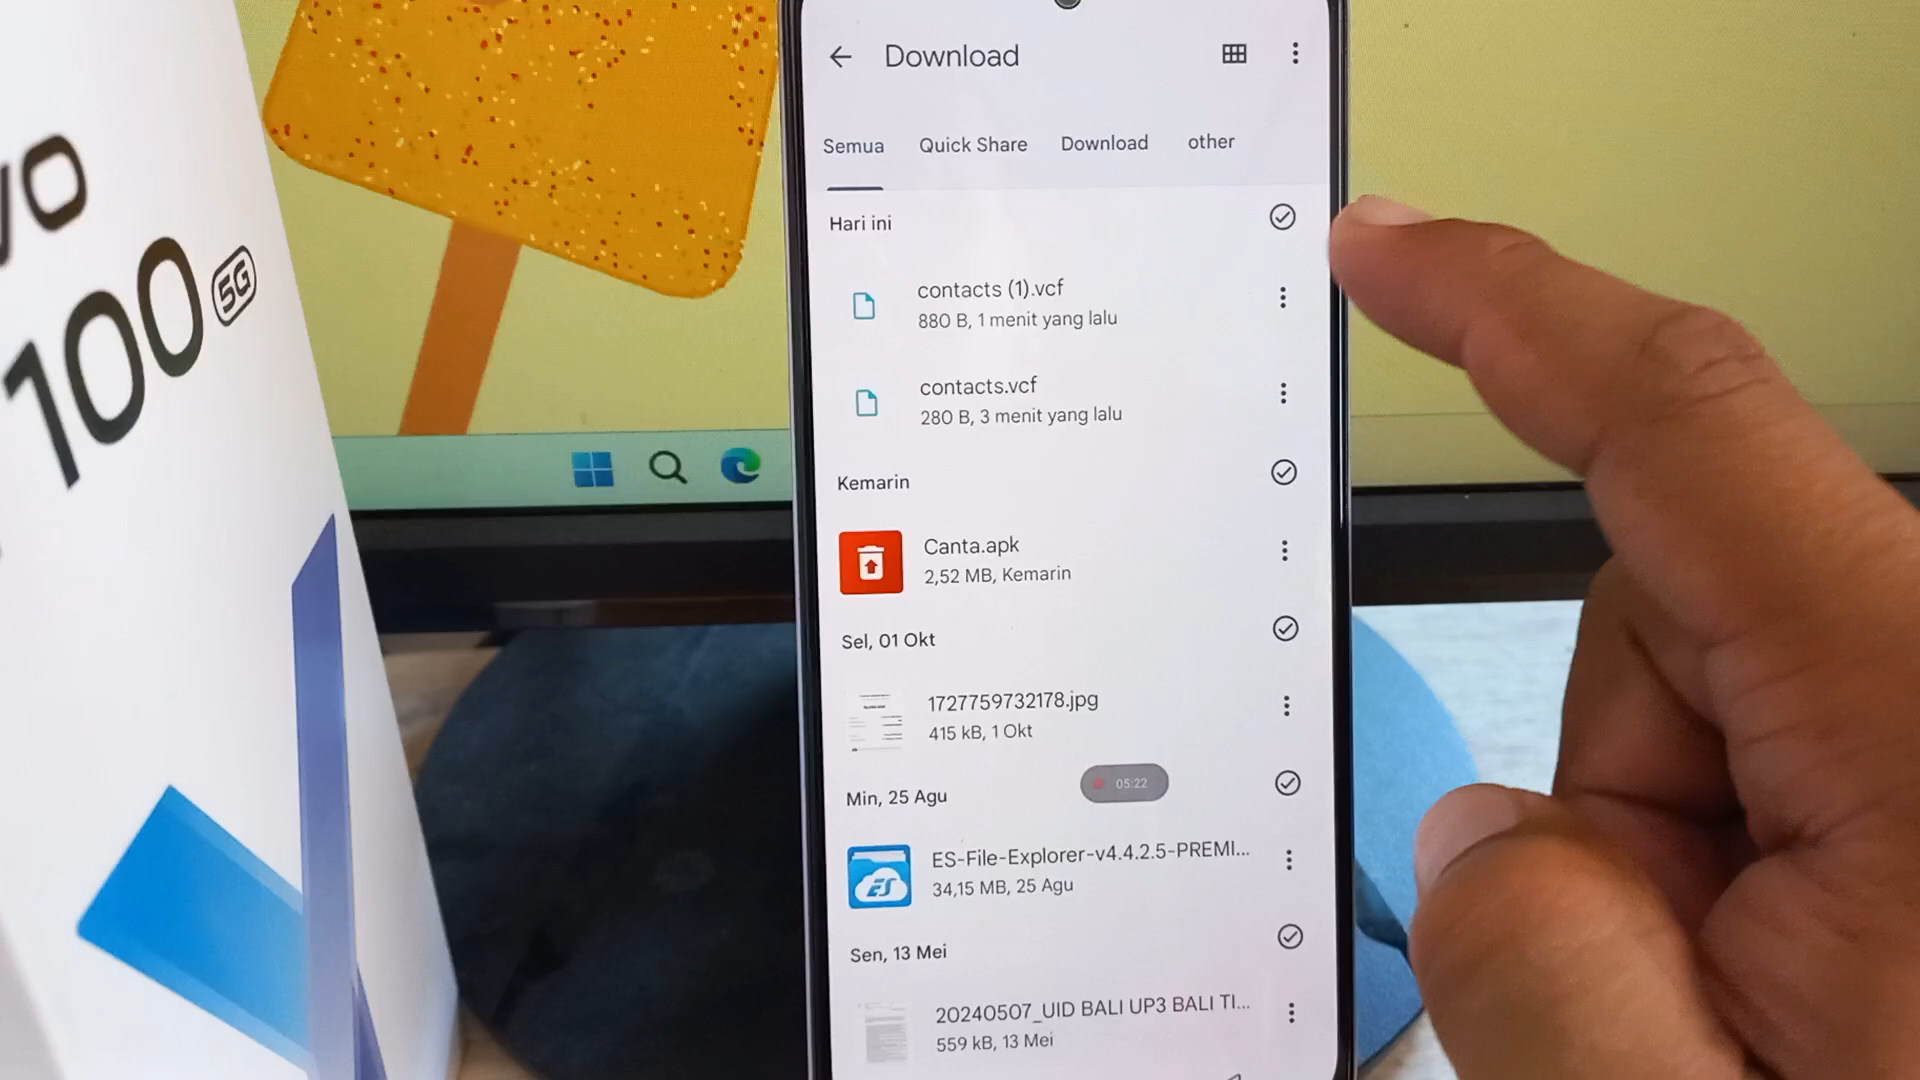 vo
100 5G
Download
Semua Quick Share Download other
Hari ini
contacts (1).vcf
880 B, 1 menit yang lalu
contacts.vcf
280 B, 3 menit yang lalu
Kemarin
Canta.apk
2,52 MB, Kemarin
Sel, 01 Okt
1727759732178.jpg
415 kB, 1 Okt
05:22
Min, 25 Agu
ES
ES-File-Explorer-v4.4.2.5-PREMI...
34,15 MB, 25 Agu
Sen, 13 Mei
20240507_UID BALI UP3 BALI TI...
559 kB, 13 Mei